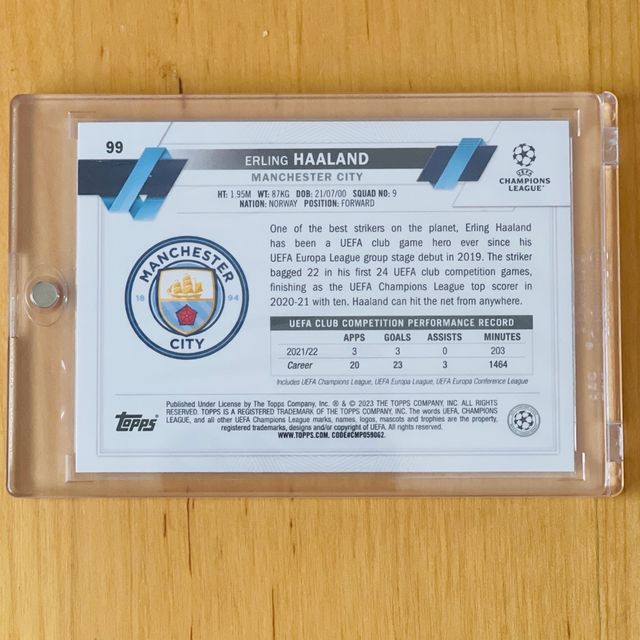 99
ERLING HAALAND
MANCHESTER CITY
HT: 1.95M WT: 87KG DOB: 21/07/00 SQUAD NO: 9
NATION: NORWAY POSITION: FORWARD
UEFA
CHAMPIONS
LEAGUE
One of the best strikers on the planet, Erling Haaland
has been a UEFA club game hero ever since his
UEFA Europa League group stage debut in 2019. The striker
bagged 22 in his first 24 UEFA club competition games,
finishing as the UEFA Champions League top scorer in
2020-21 with ten. Haaland can hit the net from anywhere.
MANCHESTER
18 94
CITY
UEFA CLUB COMPETITION PERFORMANCE RECORD
APPS GOALS ASSISTS MINUTES
2021/22 3 3 0 203
Career 20 23 3 1464
Includes UEFA Champions League, UEFA Europa League, UEFA Europa Conference League
Topps
Published Under License by The Topps Company, Inc. ® & © 2023 THE TOPPS COMPANY, INC. ALL RIGHTS
RESERVED. TOPPS IS A REGISTERED TRADEMARK OF THE TOPPS COMPANY, INC. The words UEFA, CHAMPIONS
LEAGUE, and all other UEFA Champions League marks, names, logos, mascots and trophies are the property,
registered trademarks, designs and/or copyright of UEFA. All rights reserved.
WWW.TOPPS.COM. CODE#CMP059062.